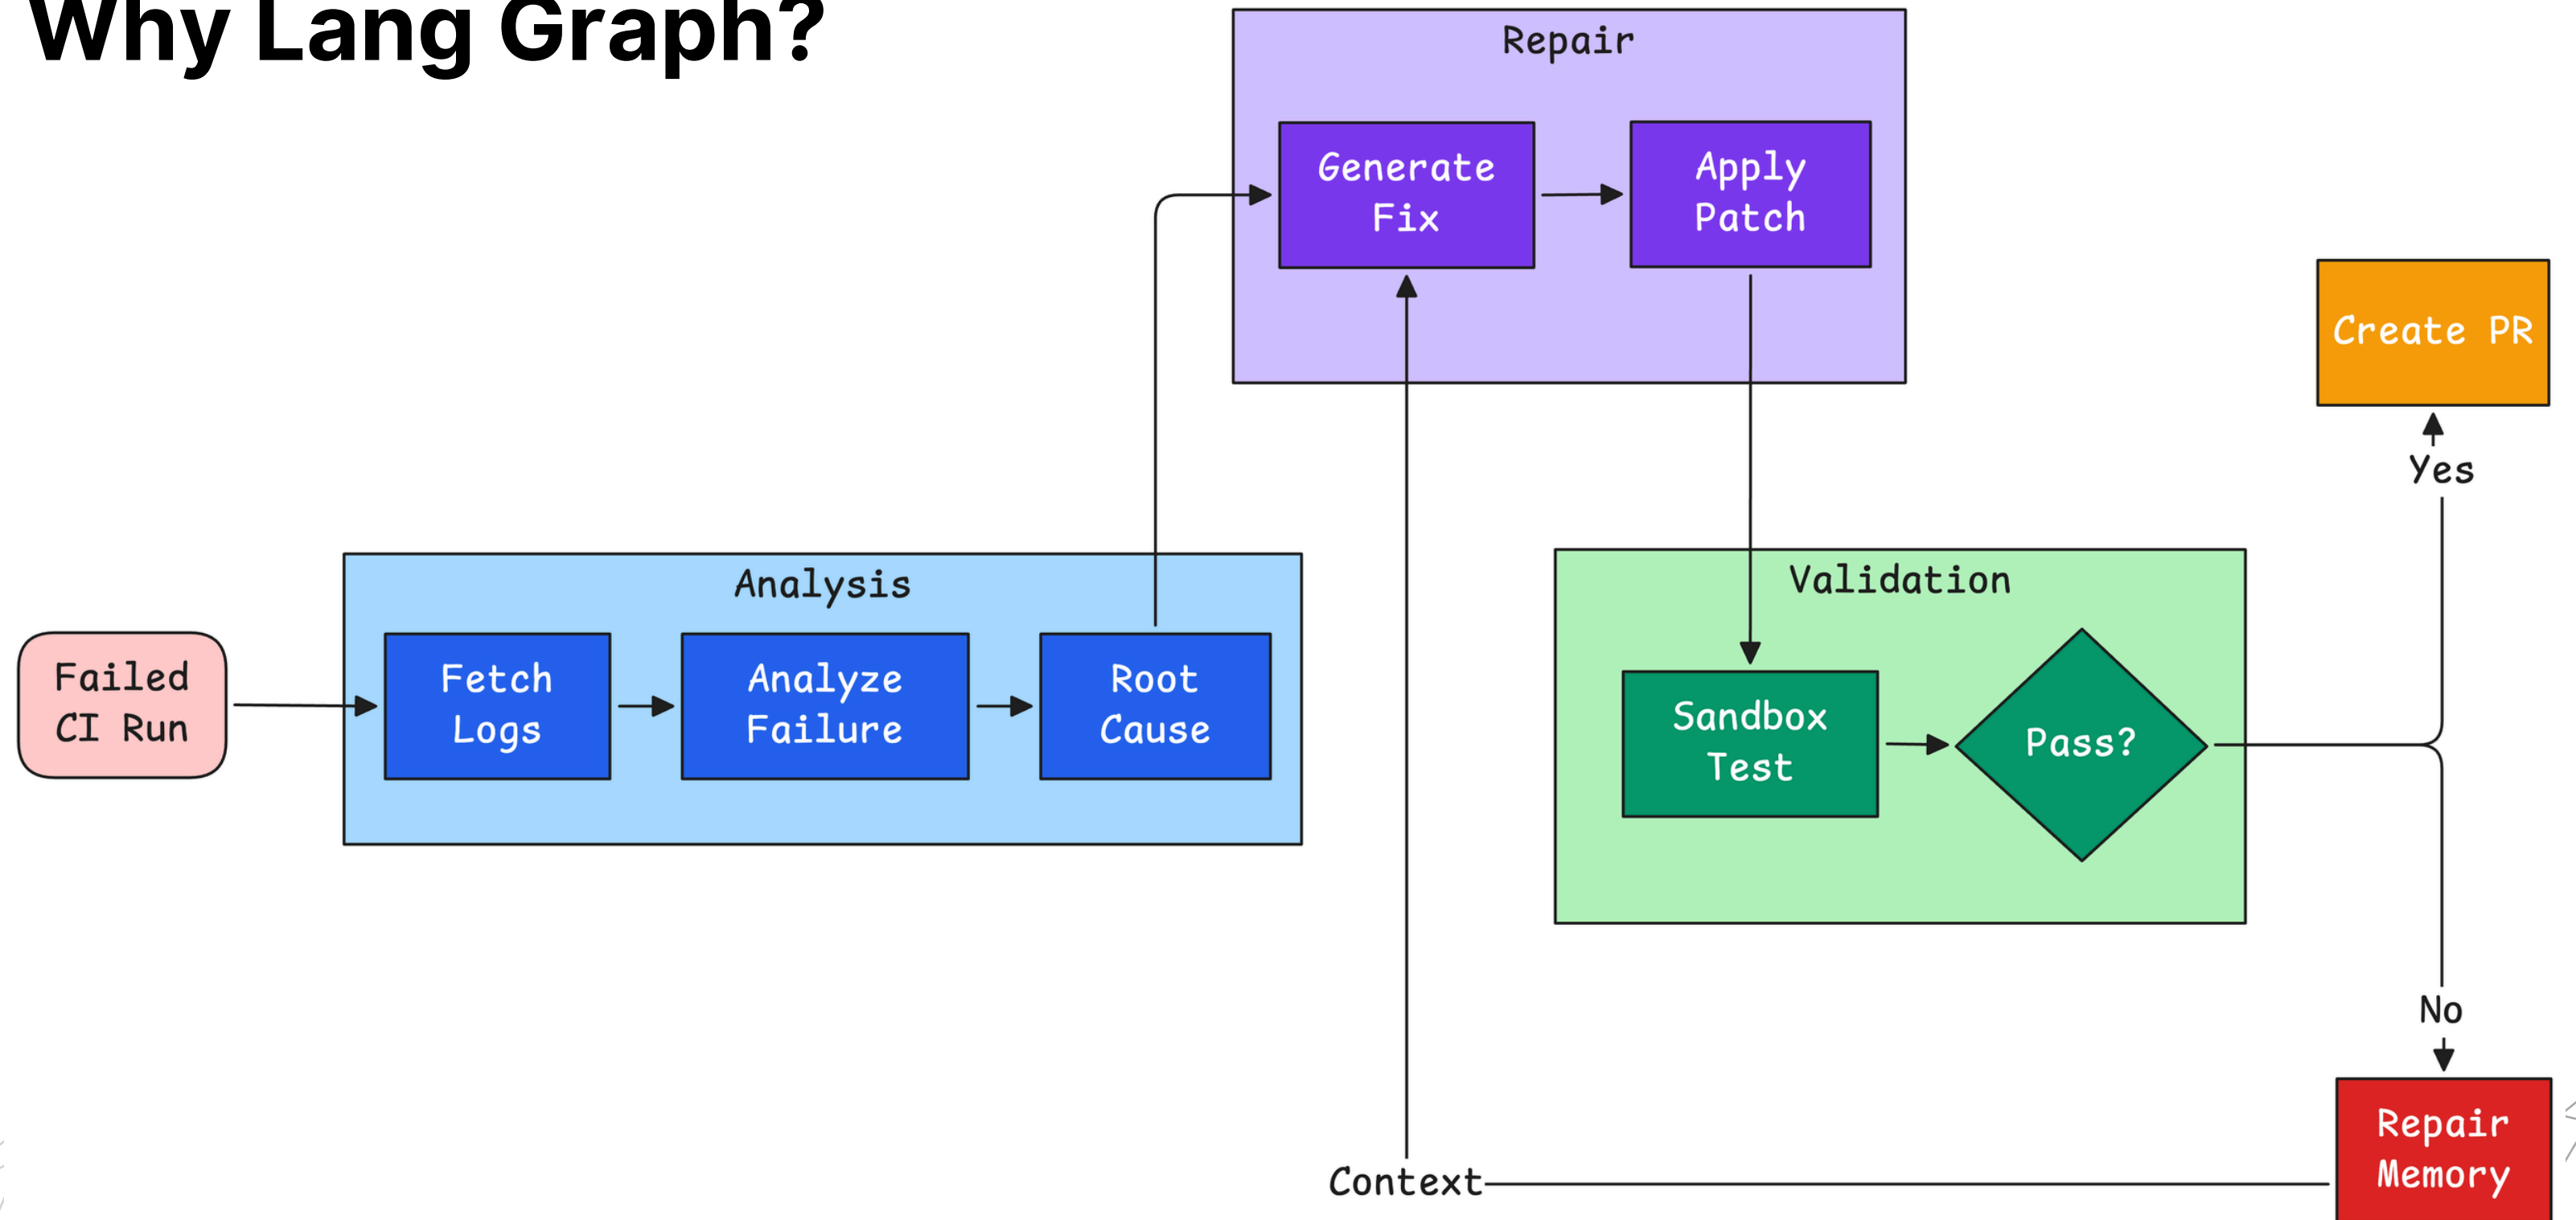 Why Lang Graph?
Repair
Generate
Fix
Apply
Patch
Create PR
Yes
Analysis
Validation
Failed
CI Run
Fetch
Logs
Analyze
Failure
Root
Cause
Sandbox
Test
Pass?
No
Repair
Memory
Context